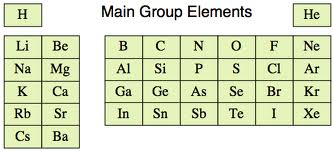 H Main Group Elements He
Li Be B C N O F Ne
Na Mg Al Si P S Cl Ar
K Ca Ga Ge As Se Br Kr
Rb Sr In Sn Sb Te I Xe
Cs Ba